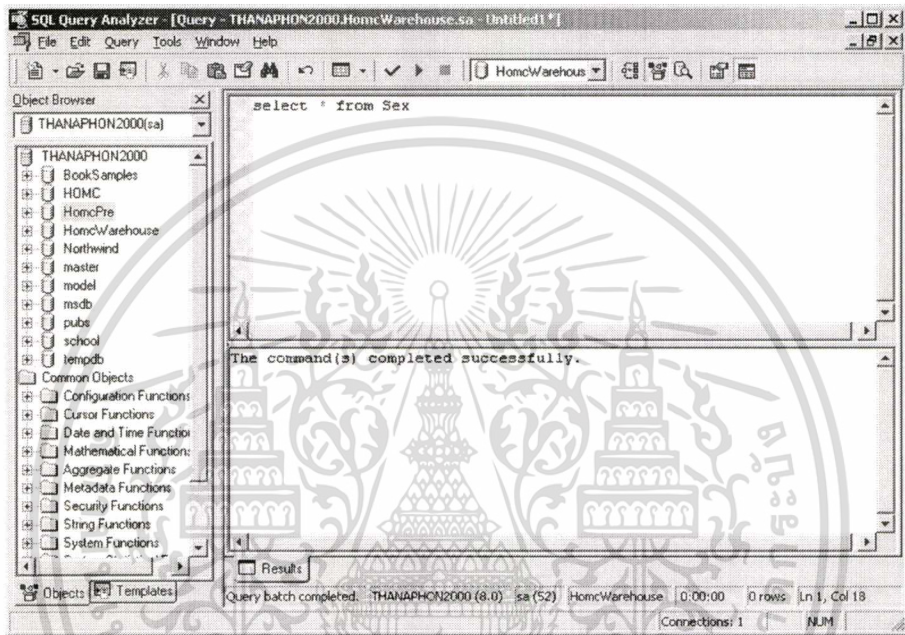 SQL Query Analyzer - [Query - THANAPHON2000.HomcWarehouse.sa - Untitled1*]
File Edit Query Tools Window Help
HomcWarehous
Object Browser
THANAPHON2000(sa)
THANAPHON2000
BookSamples
HOMC
HomcPre
HomcWarehouse
Northwind
master
model
msdb
pubs
school
tempdb
Common Objects
Configuration Functions
Cursor Functions
Date and Time Function
Mathematical Functions
Aggregate Functions
Metadata Functions
Security Functions
String Functions
System Functions
Objects Templates
select * from Sex
The command(s) completed successfully.
Results
Query batch completed. THANAPHON2000 (8.0) sa (52) HomcWarehouse 0:00:00 0 rows Ln 1, Col 18
Connections: 1 NUM